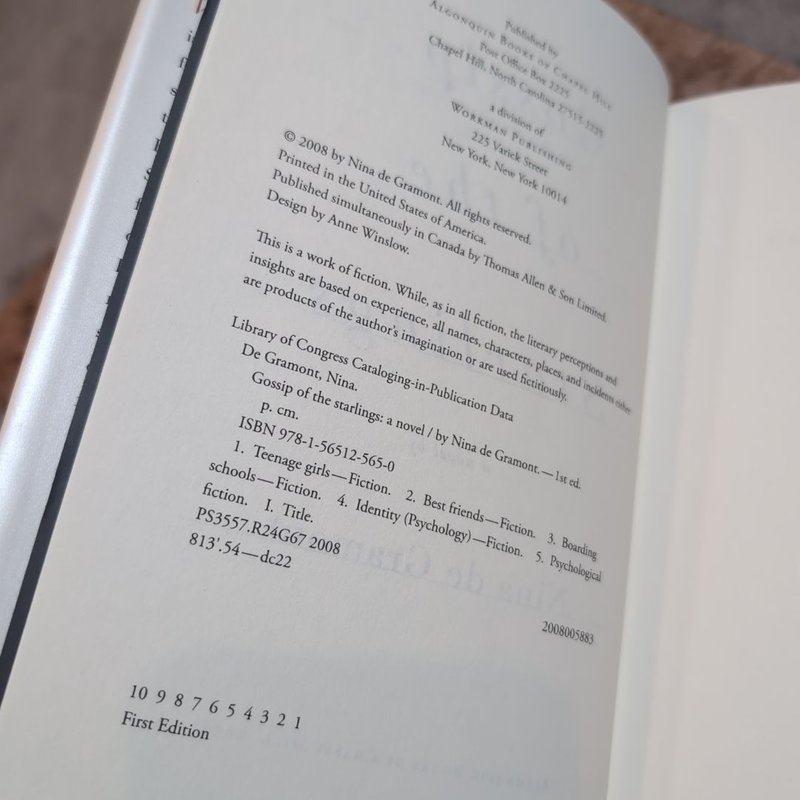 Published by
ALGONQUIN BOOKS OF CHAPEL HILL
Post Office Box 2225
Chapel Hill, North Carolina 27515-2225
a division of
WORKMAN PUBLISHING
225 Varick Street
New York, New York 10014
© 2008 by Nina de Gramont. All rights reserved.
Printed in the United States of America.
Published simultaneously in Canada by Thomas Allen & Son Limited.
Design by Anne Winslow.
This is a work of fiction. While, as in all fiction, the literary perceptions and
insights are based on experience, all names, characters, places, and incidents either
are products of the author's imagination or are used fictitiously.
Library of Congress Cataloging-in-Publication Data
De Gramont, Nina.
Gossip of the starlings: a novel / by Nina de Gramont. — 1st ed.
p. cm.
ISBN 978-1-56512-565-0
1. Teenage girls — Fiction. 2. Best friends — Fiction. 3. Boarding
schools — Fiction. 4. Identity (Psychology) — Fiction. 5. Psychological
fiction. I. Title.
PS3557.R24G67 2008
813'.54 — dc22
2008005883
10 9 8 7 6 5 4 3 2 1
First Edition